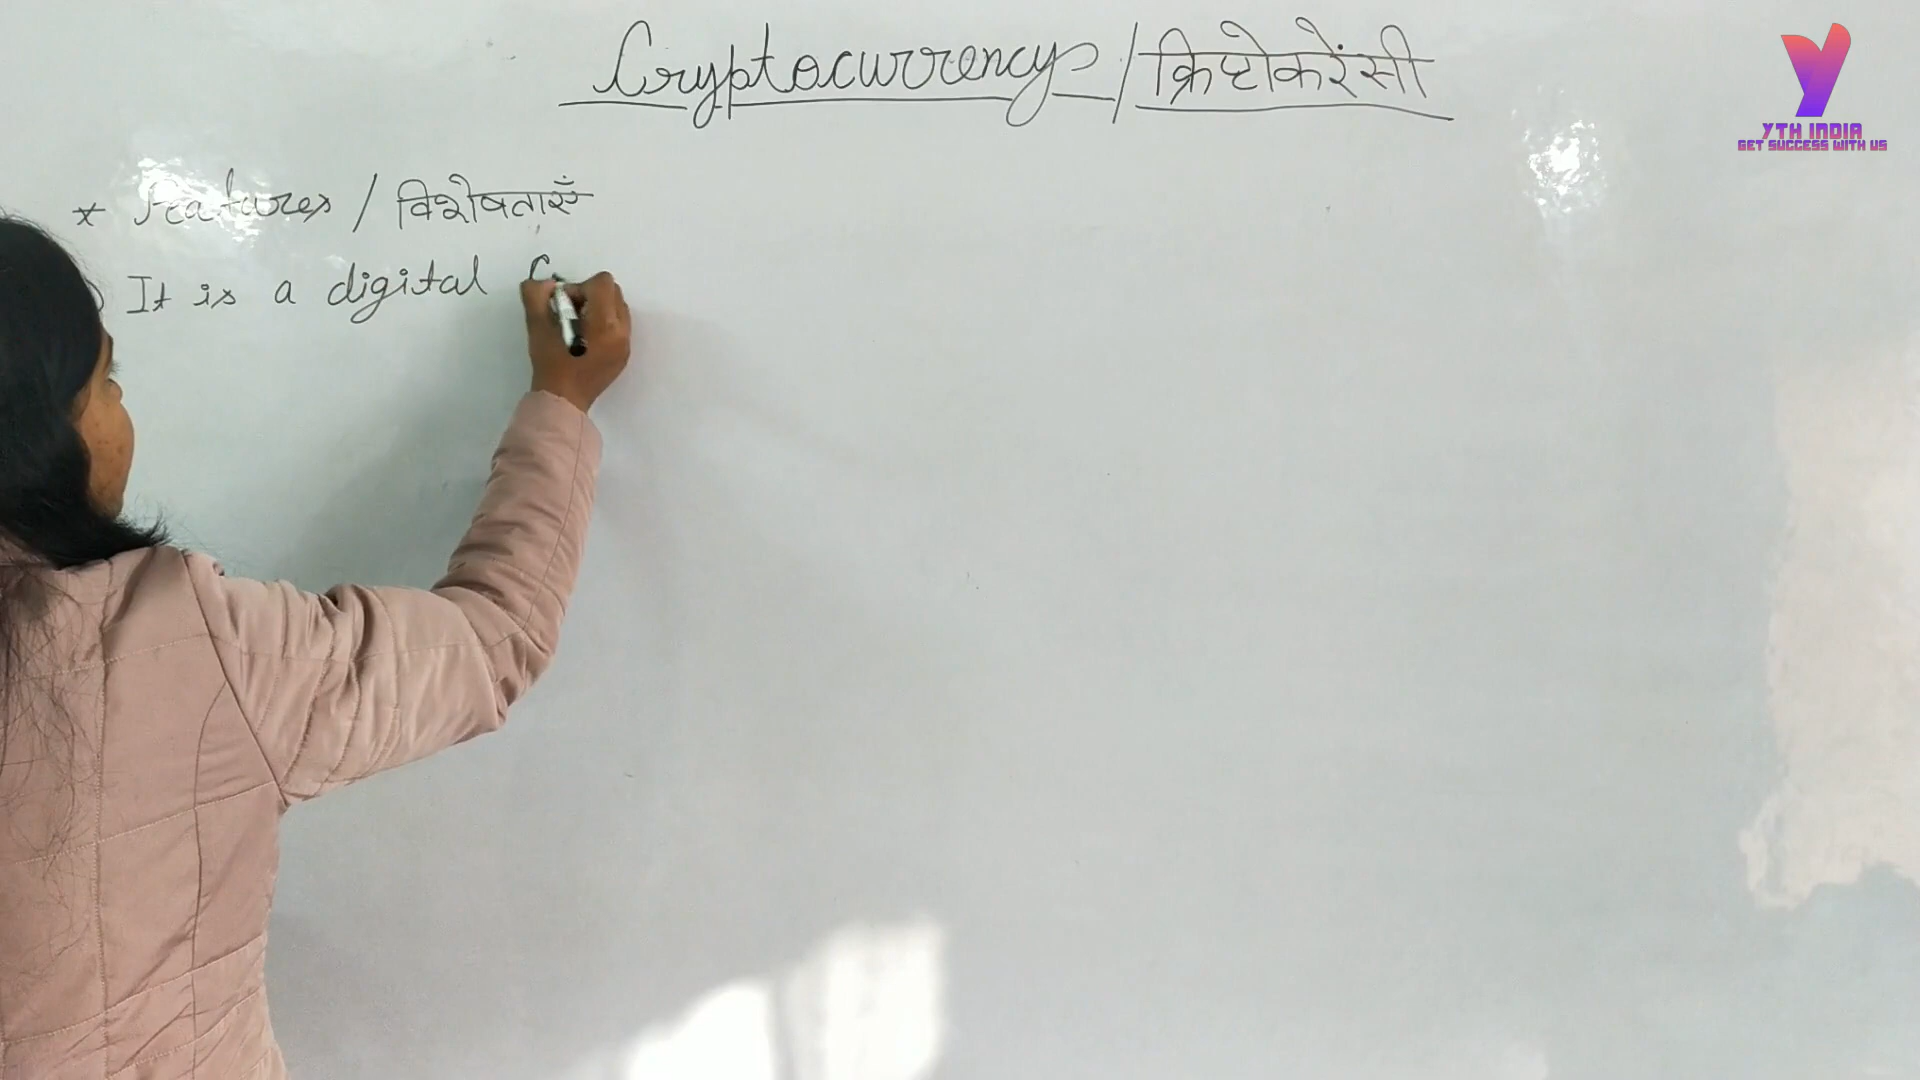 Cryptocurrency / क्रिप्टोकरेंसी
YTH INDIA
GET SUCCESS WITH US
* Features / विशेषताएँ
It is a digital